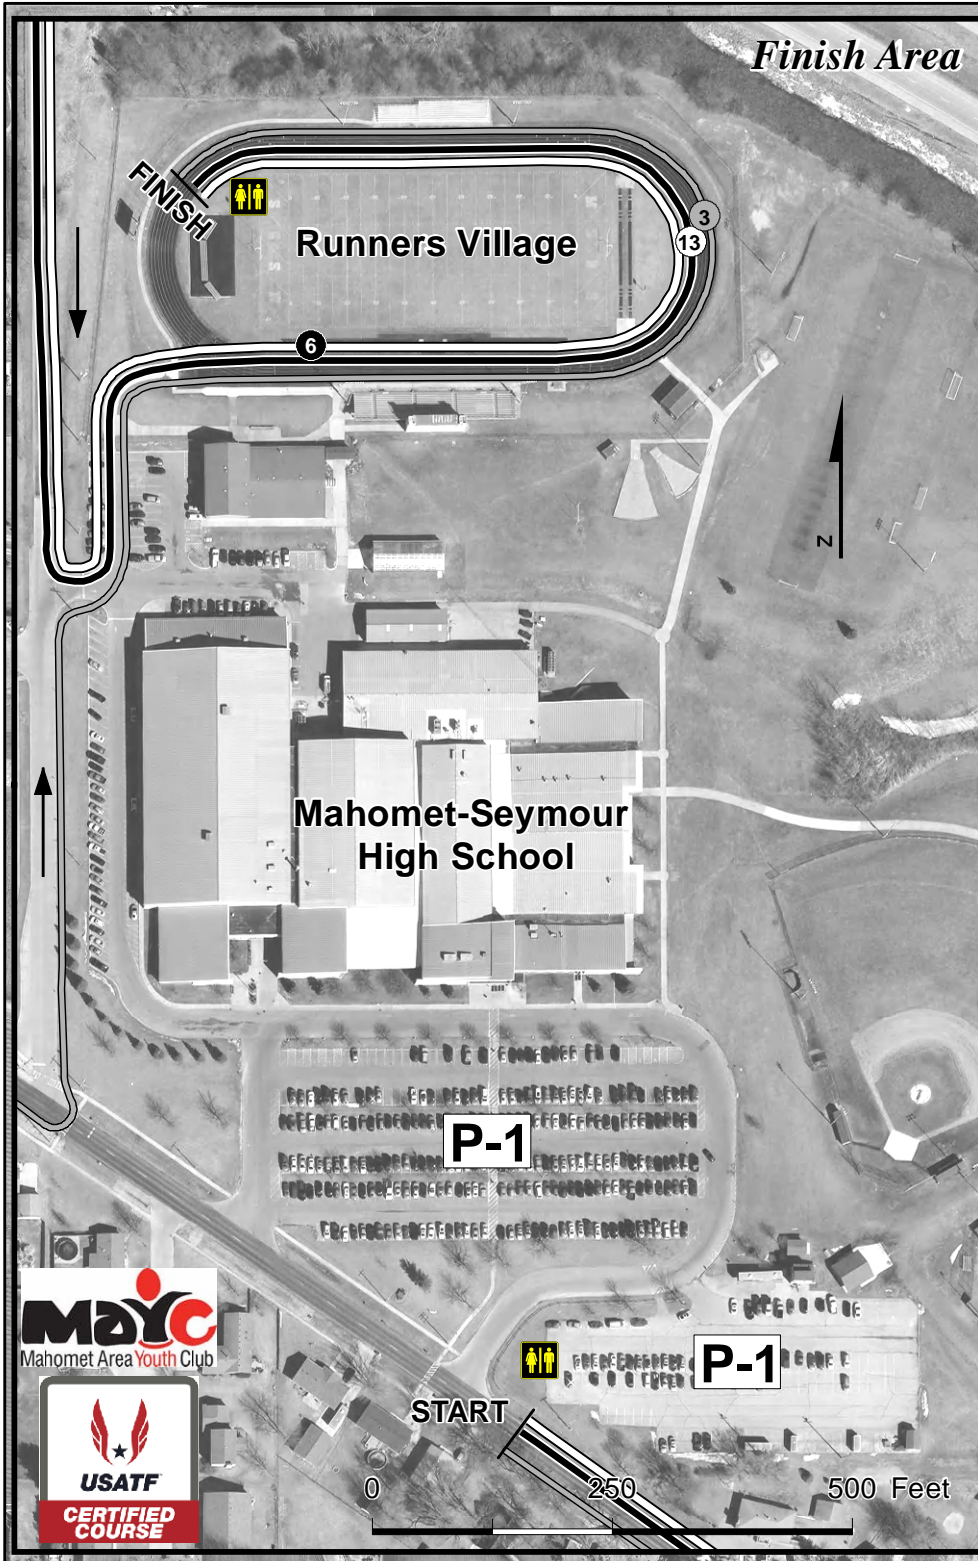 Finish Area
FINISH
Runners Village
3
13
6
N
Mahomet-Seymour
High School
P-1
MAYC
Mahomet Area Youth Club
P-1
START
USATF
CERTIFIED
COURSE
0 250 500 Feet